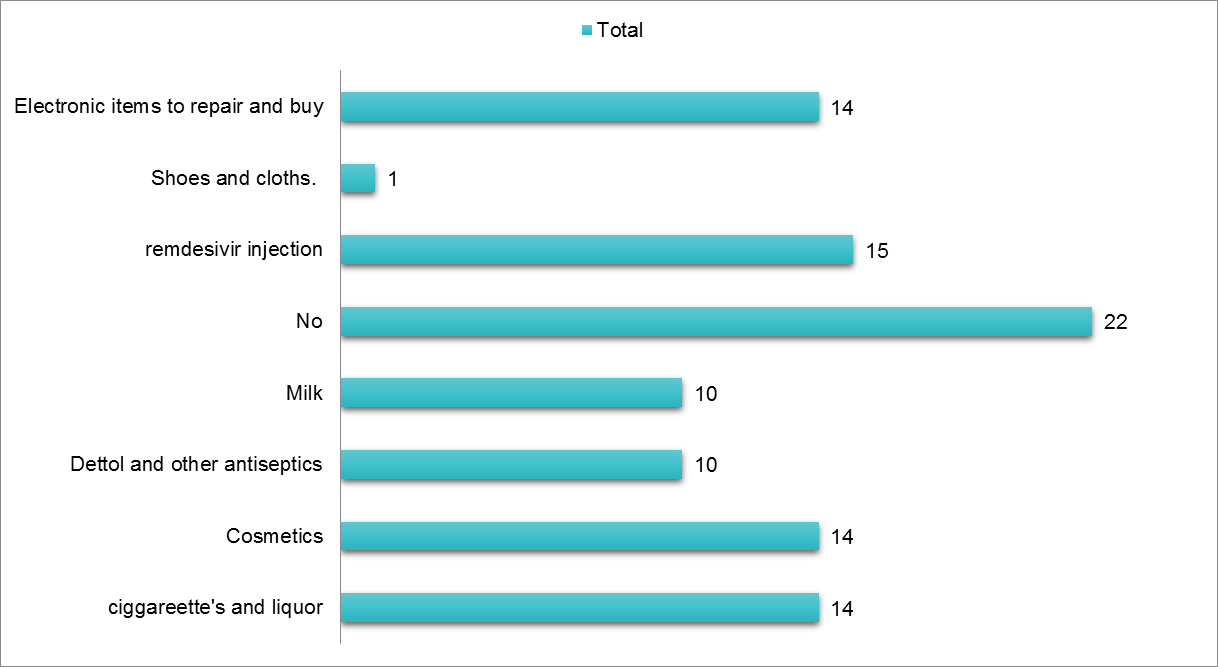 Total
Electronic items to repair and buy 14
Shoes and cloths. 1
remdesivir injection 15
No 22
Milk 10
Dettol and other antiseptics 10
Cosmetics 14
ciggareette's and liquor 14